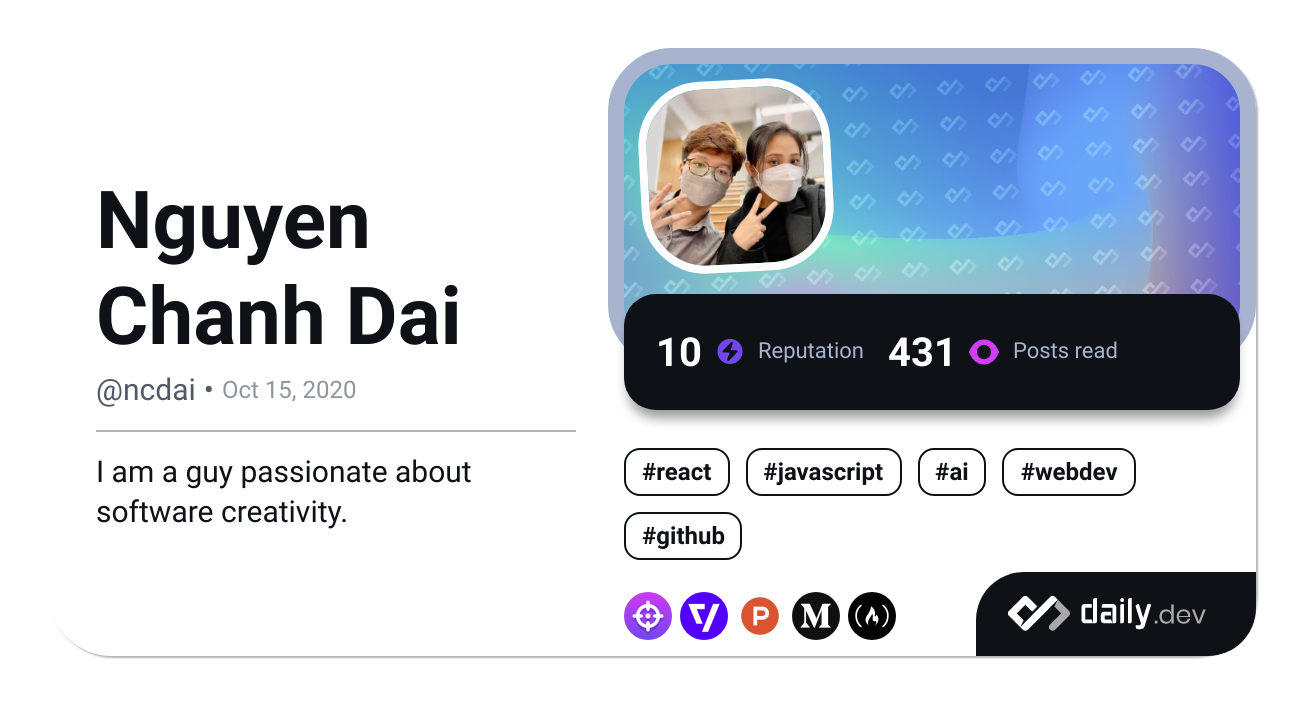 Nguyen
Chanh Dai
@ncdai • Oct 15, 2020
I am a guy passionate about
software creativity.
10 Reputation 431 Posts read
#react #javascript #ai #webdev
#github
P M
daily.dev